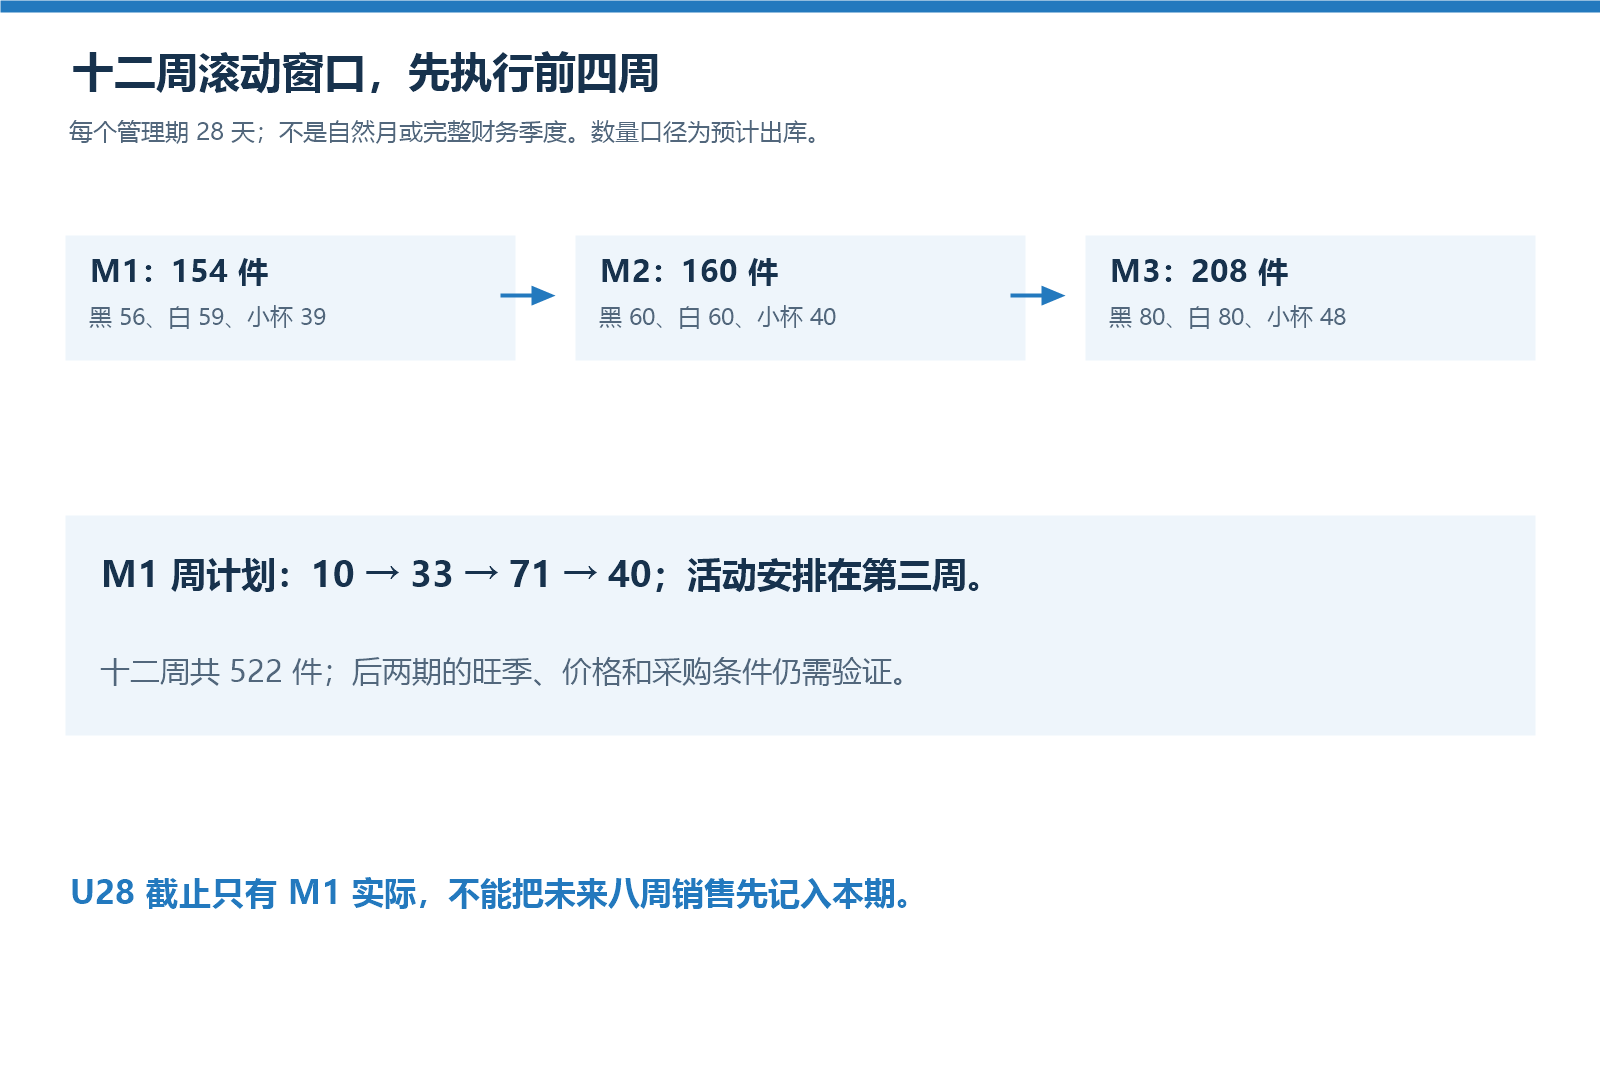 十二周滚动窗口，先执行前四周
每个管理期 28 天；不是自然月或完整财务季度。数量口径为预计出库。
M1：154 件
黑 56、白 59、小杯 39
M2：160 件
黑 60、白 60、小杯 40
M3：208 件
黑 80、白 80、小杯 48
M1 周计划：10 → 33 → 71 → 40；活动安排在第三周。
十二周共 522 件；后两期的旺季、价格和采购条件仍需验证。
U28 截止只有 M1 实际，不能把未来八周销售先记入本期。